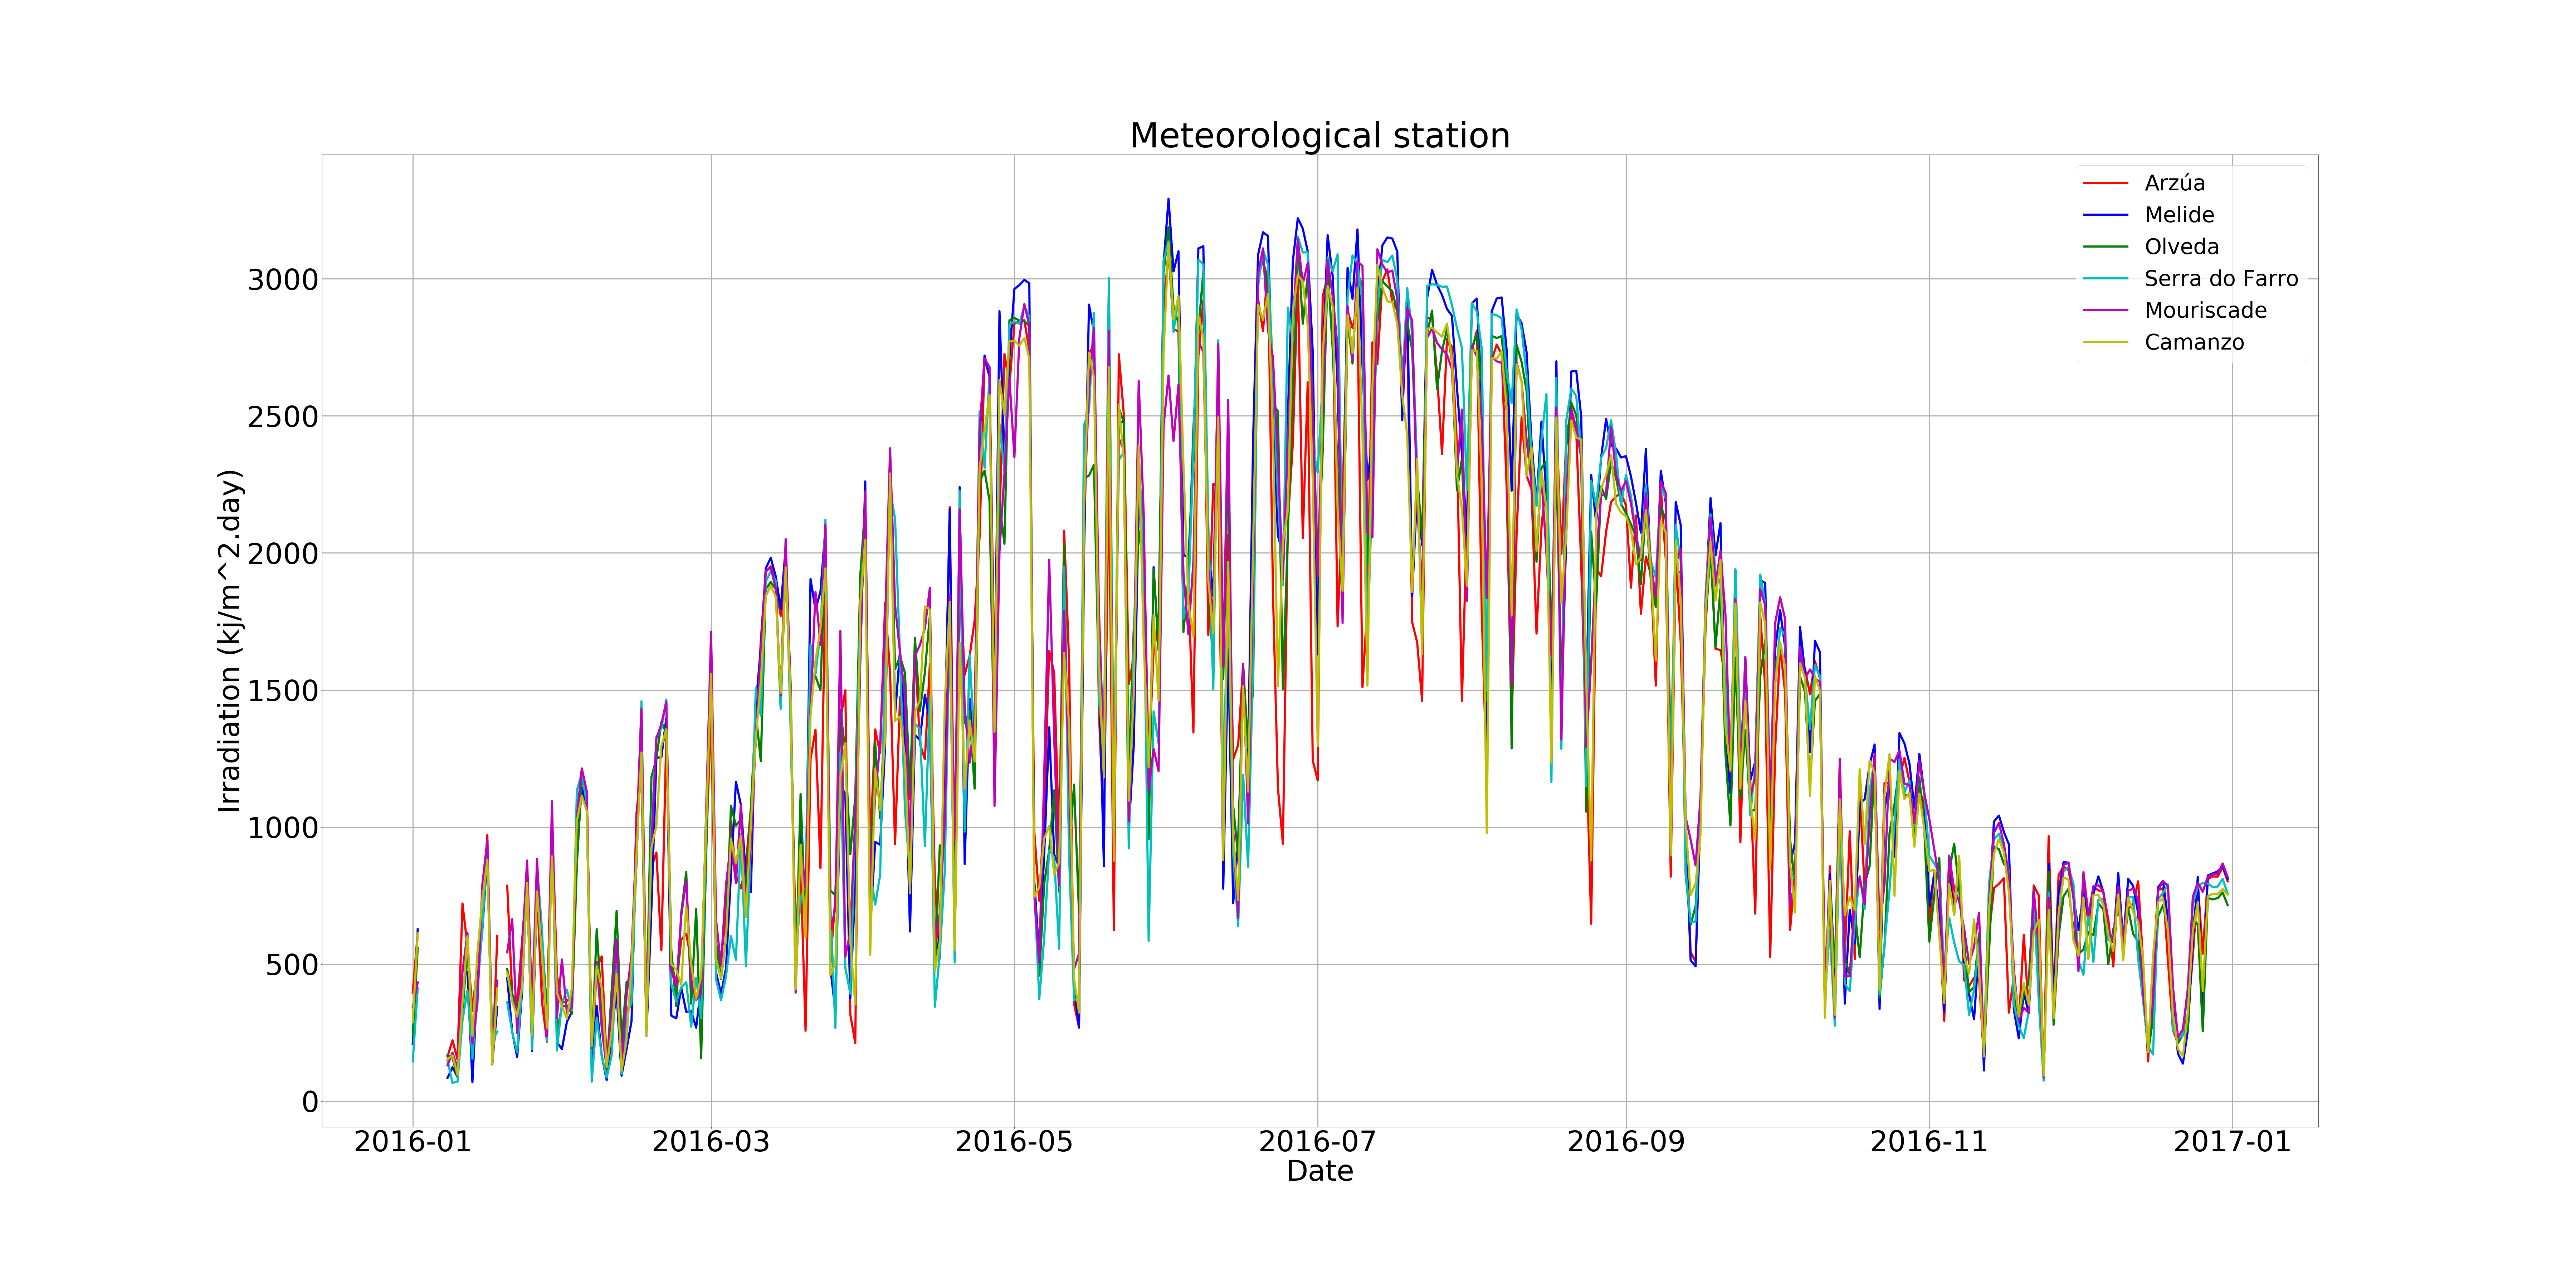 Meteorological station
Arzúa
Melide
Olveda
Serra do Farro
Mouriscade
Camanzo
Irradiation (kj/m^2.day)
3000
2500
2000
1500
1000
500
0
2016-01 2016-03 2016-05 2016-07 2016-09 2016-11 2017-01
Date